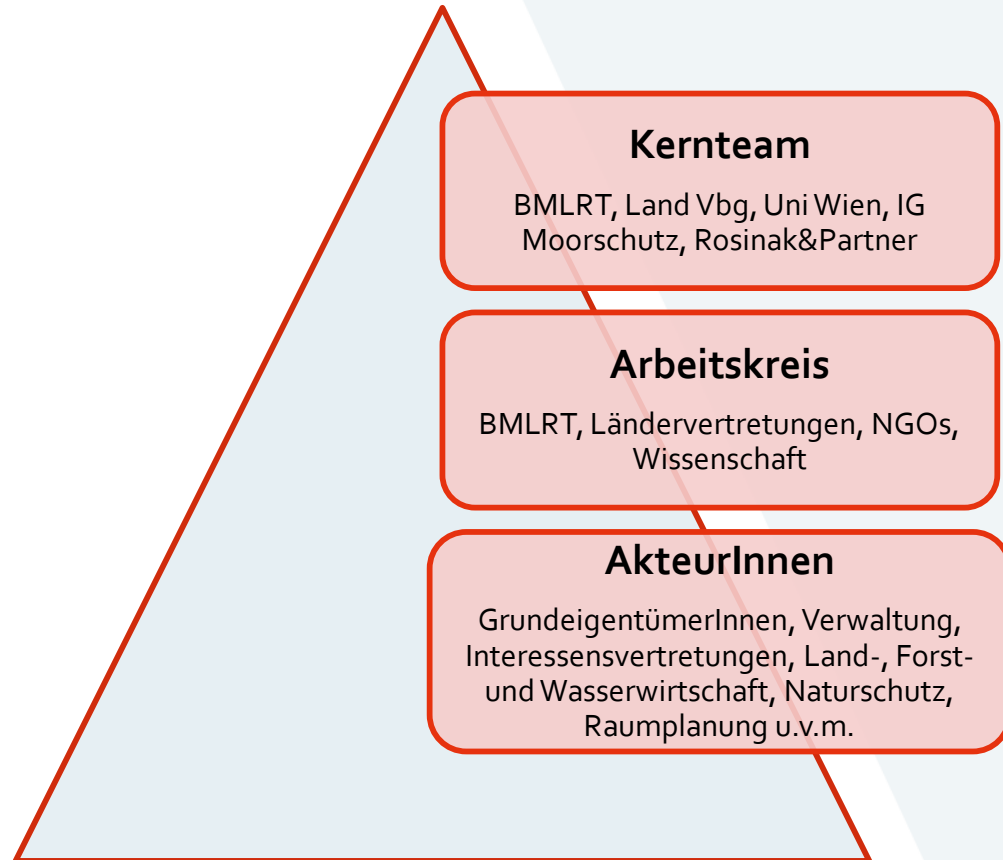 Kernteam
BMLRT, Land Vbg, Uni Wien, IG
Moorschutz, Rosinak&Partner
Arbeitskreis
BMLRT, Ländervertretungen, NGOs,
Wissenschaft
AkteurInnen
GrundeigentümerInnen, Verwaltung,
Interessensvertretungen, Land-, Forst-
und Wasserwirtschaft, Naturschutz,
Raumplanung u.v.m.